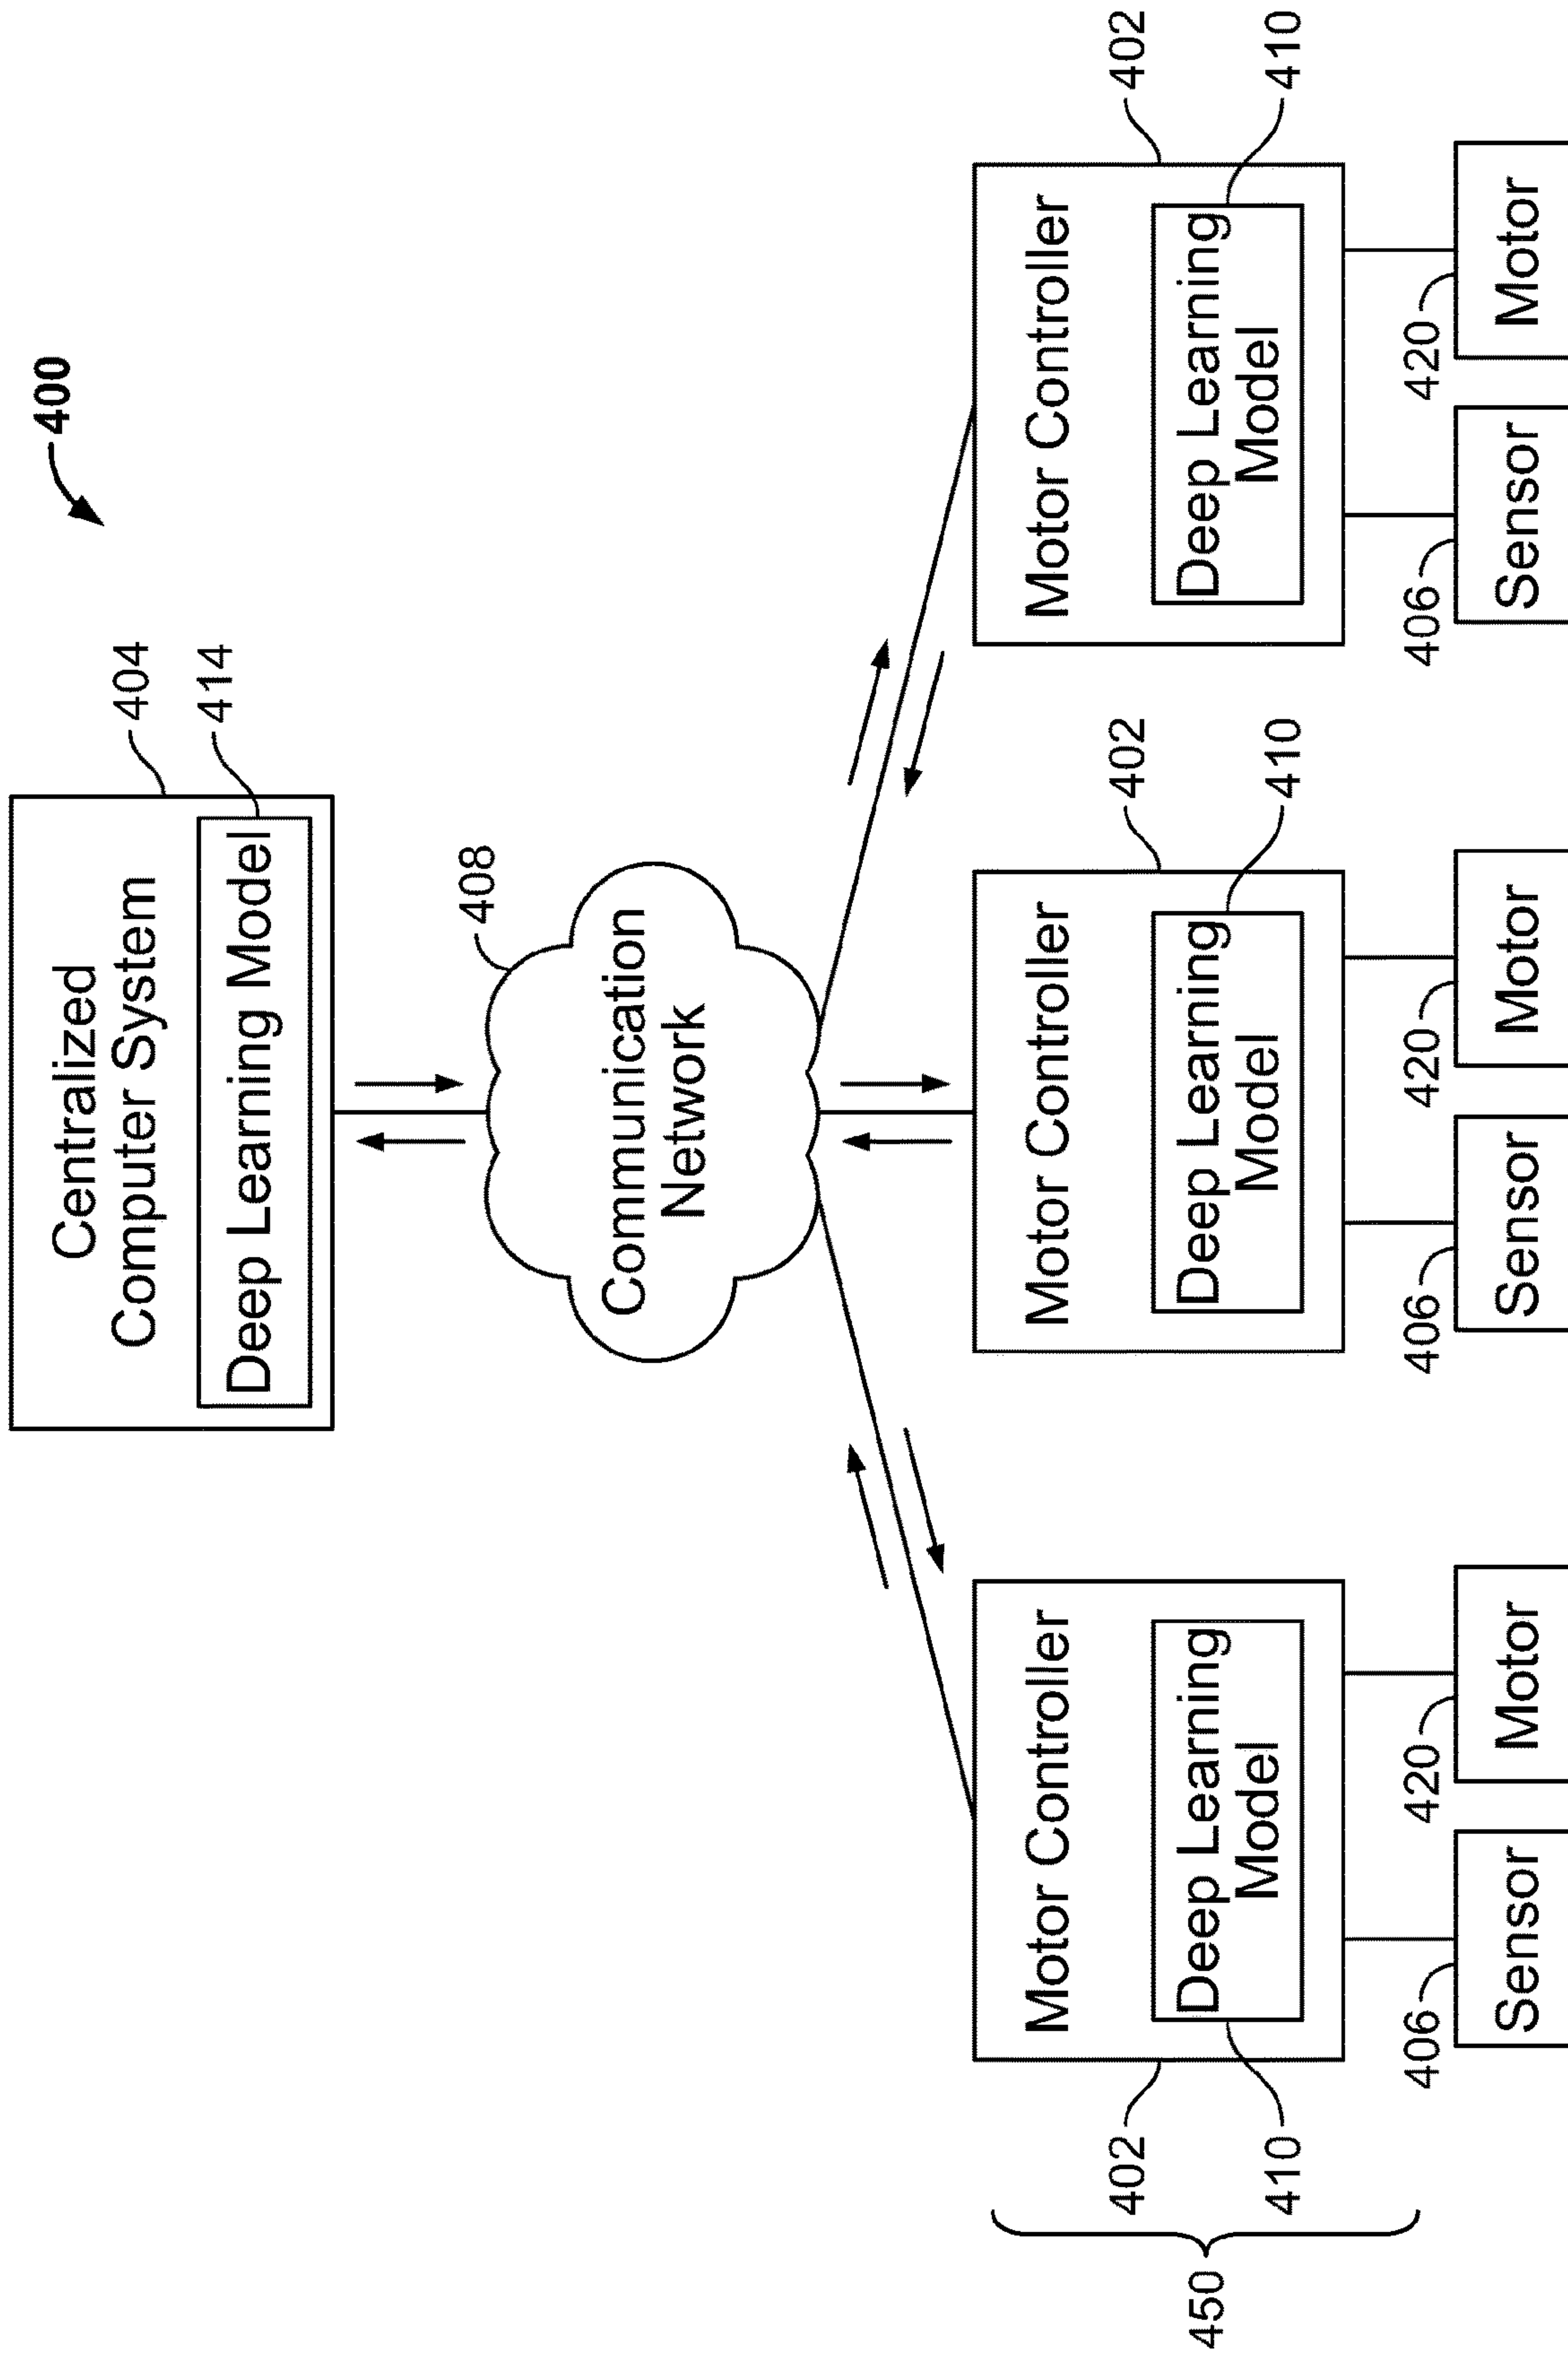 400
Centralized
Computer System
404
Deep Learning Model
414
408
Communication
Network
450
402
Motor Controller
410
Deep Learning
Model
406
Sensor
420
Motor
Motor Controller
402
Deep Learning
Model
410
406
Sensor
420
Motor
Motor Controller
402
Deep Learning
Model
410
406
Sensor
420
Motor